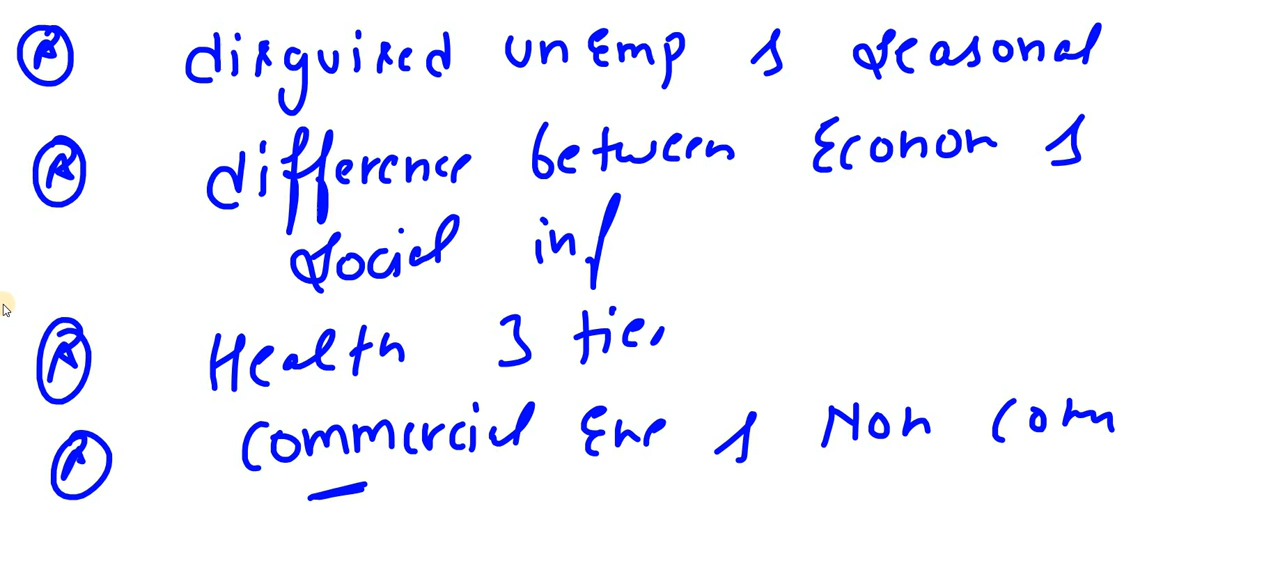 disguised unEmp & seasonal
difference between Econom &
social inf
Health 3 tier
Commercial Ene & Non Com